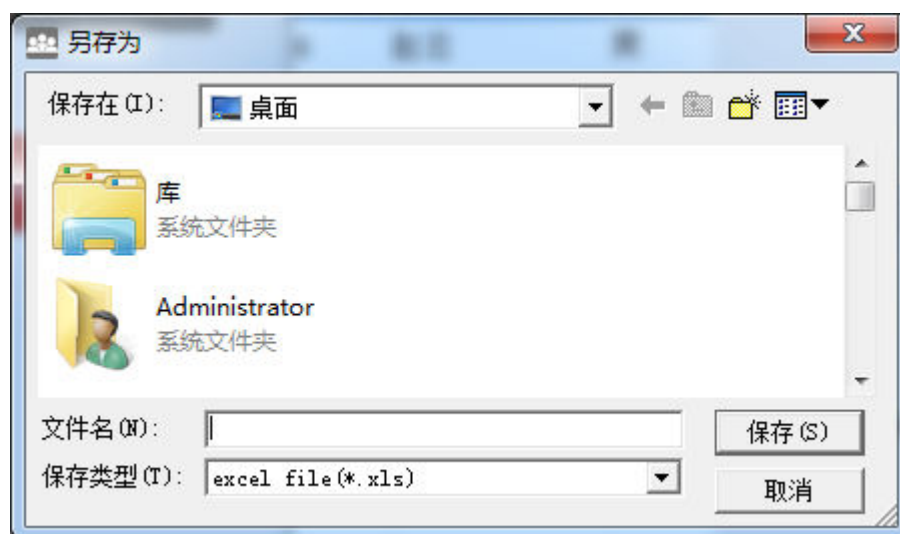 另存为
保存在(I):
桌面
库
系统文件夹
Administrator
系统文件夹
文件名(N):
保存(S)
保存类型(T):
excel file(*.xls)
取消